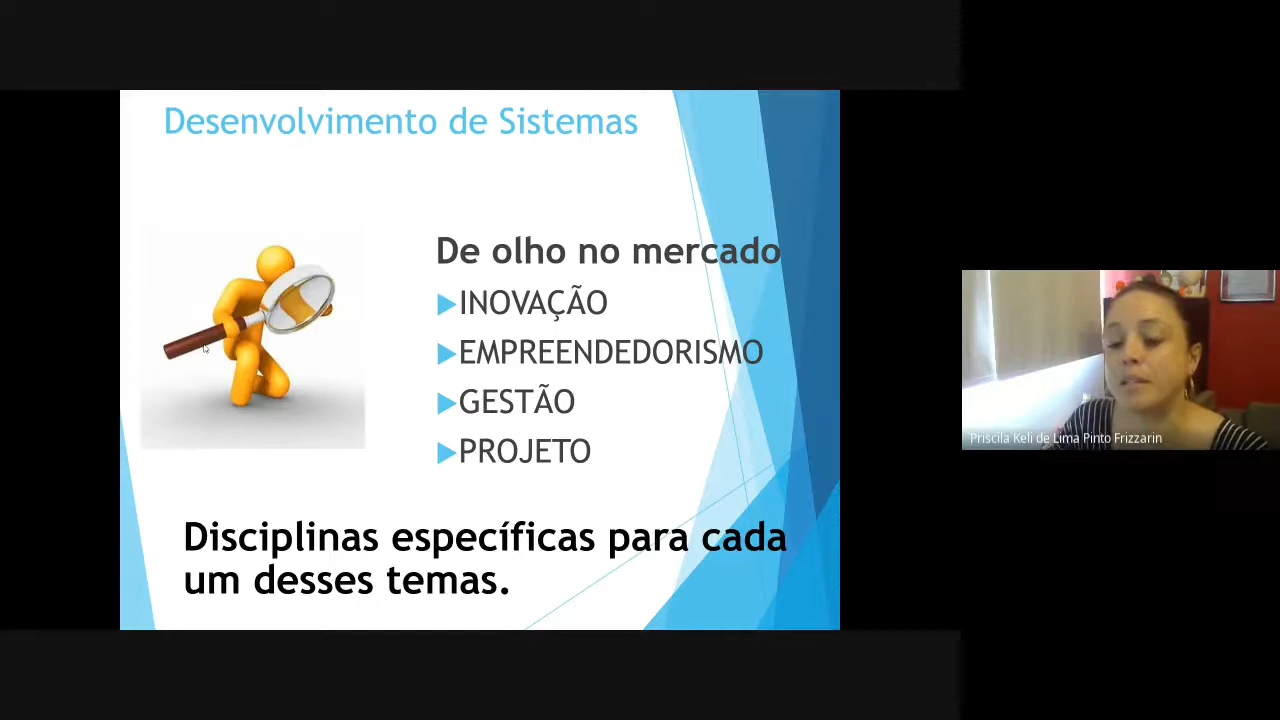 Desenvolvimento de Sistemas
De olho no mercado
INOVAÇÃO
EMPREENDEDORISMO
GESTÃO
PROJETO
Disciplinas específicas para cada
um desses temas.
Priscila Keli de Lima Pinto Frizzarin